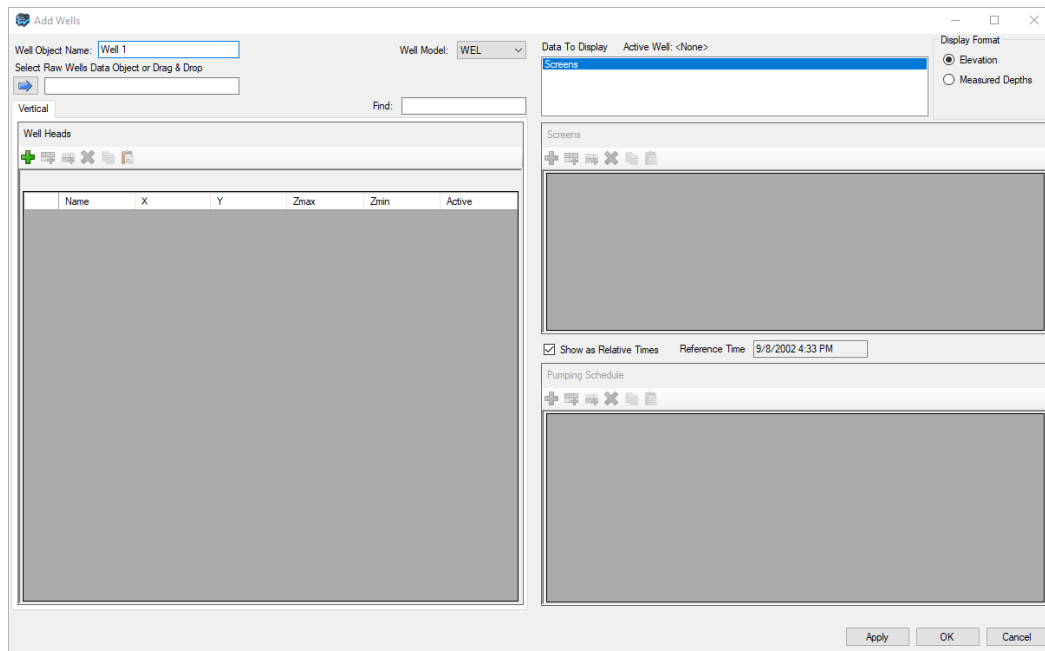 Add Wells
Well Object Name: Well 1
Well Model: WEL
Select Raw Wells Data Object or Drag & Drop
Vertical
Find:
Well Heads
Name X Y Zmax Zmin Active
Data To Display Active Well: <None>
Screens
Display Format
Elevation
Measured Depths
Screens
Show as Relative Times Reference Time 9/8/2002 4:33 PM
Pumping Schedule
Apply OK Cancel